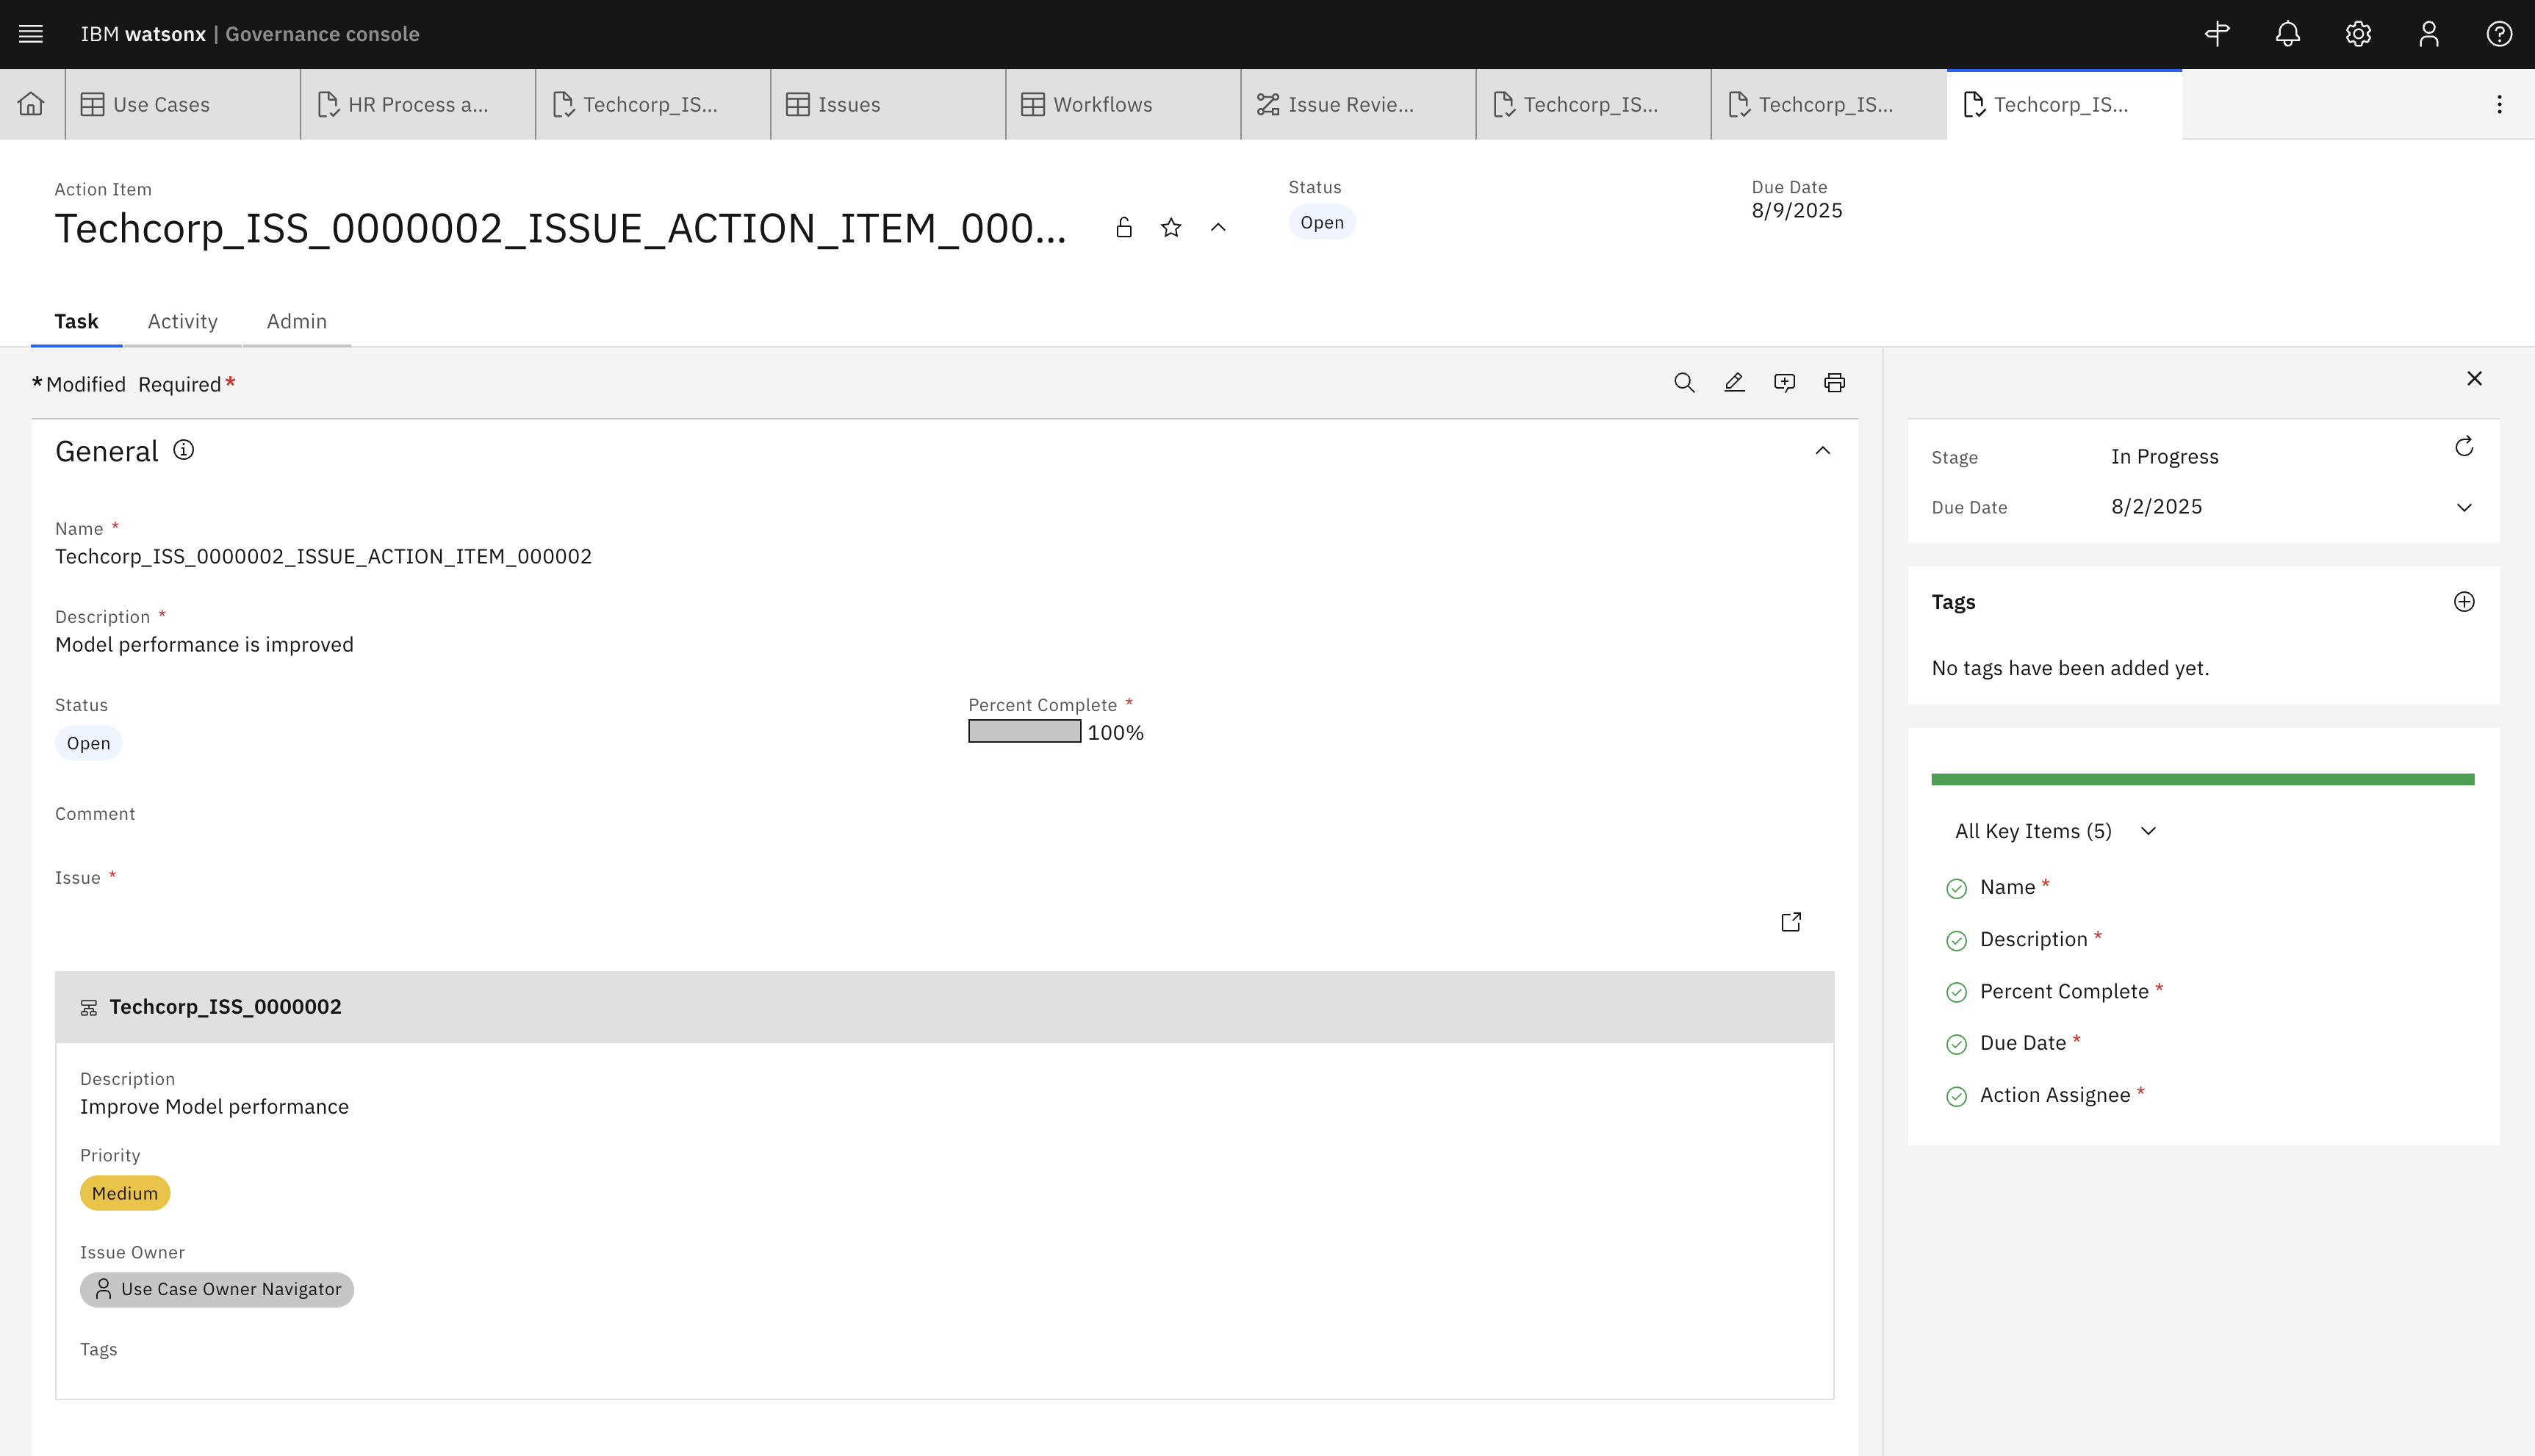 IBM watsonx | Governance console
Use Cases
HR Process a...
Techcorp_IS...
Issues
Workflows
Issue Revie...
Techcorp_IS...
Techcorp_IS...
Techcorp_IS...
Action Item
Techcorp_ISS_0000002_ISSUE_ACTION_ITEM_000...
Status
Open
Due Date
8/9/2025
Task
Activity
Admin
*Modified Required*
General
Name *
Techcorp_ISS_0000002_ISSUE_ACTION_ITEM_000002
Description *
Model performance is improved
Status
Open
Percent Complete *
100%
Comment
Issue *
Techcorp_ISS_0000002
Description
Improve Model performance
Priority
Medium
Issue Owner
Use Case Owner Navigator
Tags
Stage
In Progress
Due Date
8/2/2025
Tags
No tags have been added yet.
All Key Items (5)
Name *
Description *
Percent Complete *
Due Date *
Action Assignee *